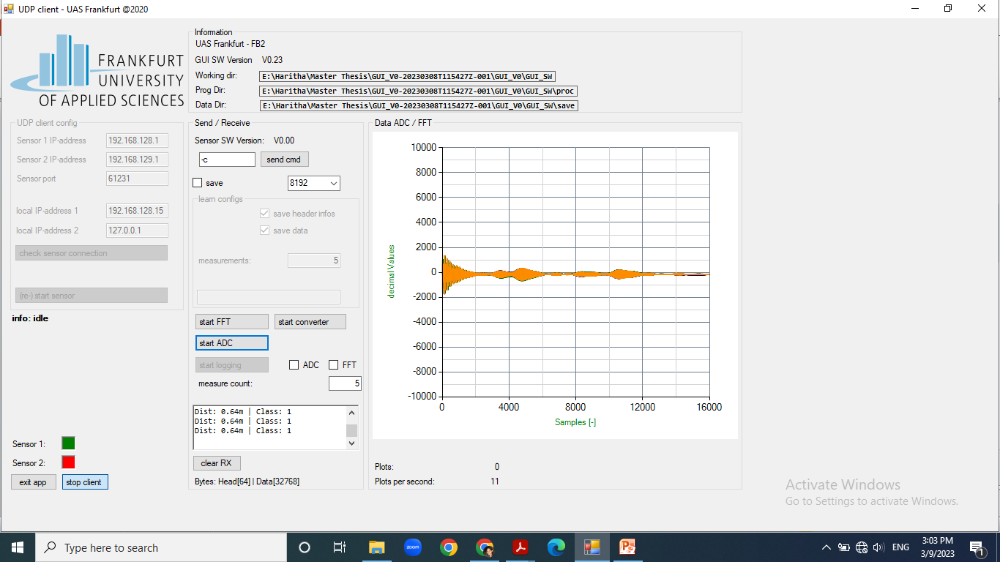 UDP client - UAS Frankfurt @2020
FRANKFURT
UNIVERSITY
OF APPLIED SCIENCES
Information
UAS Frankfurt - FB2
GUI SW Version V0.23
Working dir: E:\Haritha\Master Thesis\GUI_V0-20230308T115427Z-001\GUI_V0\GUI_SW
Prog Dir: E:\Haritha\Master Thesis\GUI_V0-20230308T115427Z-001\GUI_V0\GUI_SW\proc
Data Dir: E:\Haritha\Master Thesis\GUI_V0-20230308T115427Z-001\GUI_V0\GUI_SW\save
UDP client config
Sensor 1 IP-address 192.168.128.1
Sensor 2 IP-address 192.168.129.1
Sensor port 61231
local IP-address 1 192.168.128.15
local IP-address 2 127.0.0.1
check sensor connection
(re-) start sensor
info: idle
Sensor 1:
Sensor 2:
exit app stop client
Send / Receive
Sensor SW Version: V0.00
-c send cmd
save 8192
learn configs
save header infos
save data
measurements: 5
start FFT start converter
start ADC
start logging ADC FFT
measure count: 5
Dist: 0.64m | Class: 1
Dist: 0.64m | Class: 1
Dist: 0.64m | Class: 1
clear RX
Bytes: Head[64] | Data[32768]
Data ADC / FFT
10000
8000
6000
4000
2000
0
-2000
-4000
-6000
-8000
-10000
decimal Values
0 4000 8000 12000 16000
Samples [-]
Plots: 0
Plots per second: 11
Activate Windows
Go to Settings to activate Windows.
Type here to search
zoom
ENG
3:03 PM
3/9/2023
1